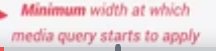 Minimum width at which
media query starts to apply